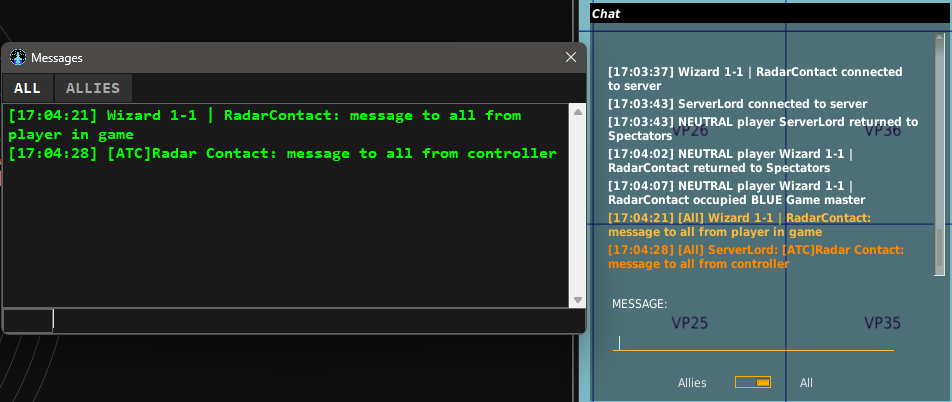 Messages
ALL ALLIES
[17:04:21] Wizard 1-1 | RadarContact: message to all from
player in game
[17:04:28] [ATC]Radar Contact: message to all from controller
Chat
[17:03:37] Wizard 1-1 | RadarContact connected
to server
[17:03:43] ServerLord connected to server
[17:03:43] NEUTRAL player ServerLord returned to
Spectators
VP26 VP36
[17:04:02] NEUTRAL player Wizard 1-1 |
RadarContact returned to Spectators
[17:04:07] NEUTRAL player Wizard 1-1 |
RadarContact occupied BLUE Game master
[17:04:21] [All] Wizard 1-1 | RadarContact:
message to all from player in game
[17:04:28] [All] ServerLord: [ATC]Radar Contact:
message to all from controller
MESSAGE:
VP25 VP35
Allies All